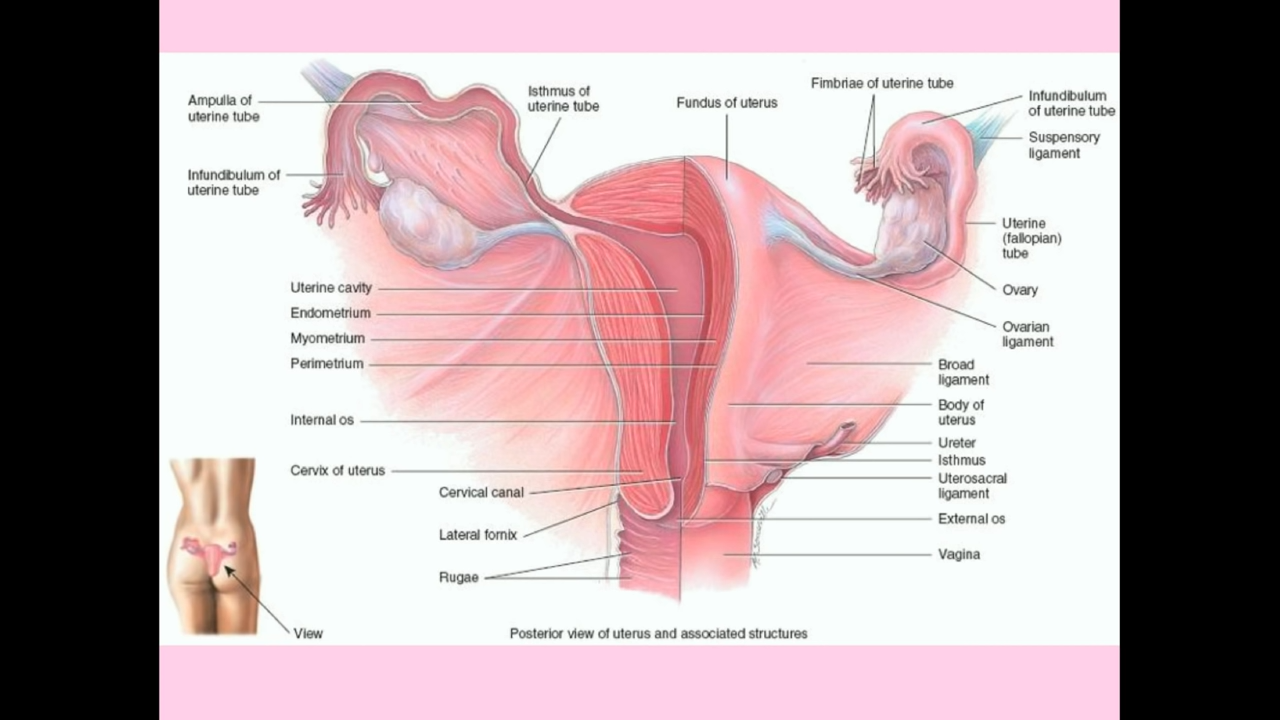 Ampulla of
uterine tube
Isthmus of
uterine tube
Fundus of uterus
Fimbriae of uterine tube
Infundibulum
of uterine tube
Suspensory
ligament
Infundibulum of
uterine tube
Uterine
(fallopian)
tube
Ovary
Ovarian
ligament
Uterine cavity
Endometrium
Myometrium
Perimetrium
Broad
ligament
Body of
uterus
Internal os
Ureter
Isthmus
Cervix of uterus
Uterosacral
ligament
Cervical canal
External os
Lateral fornix
Vagina
Rugae
View
Posterior view of uterus and associated structures